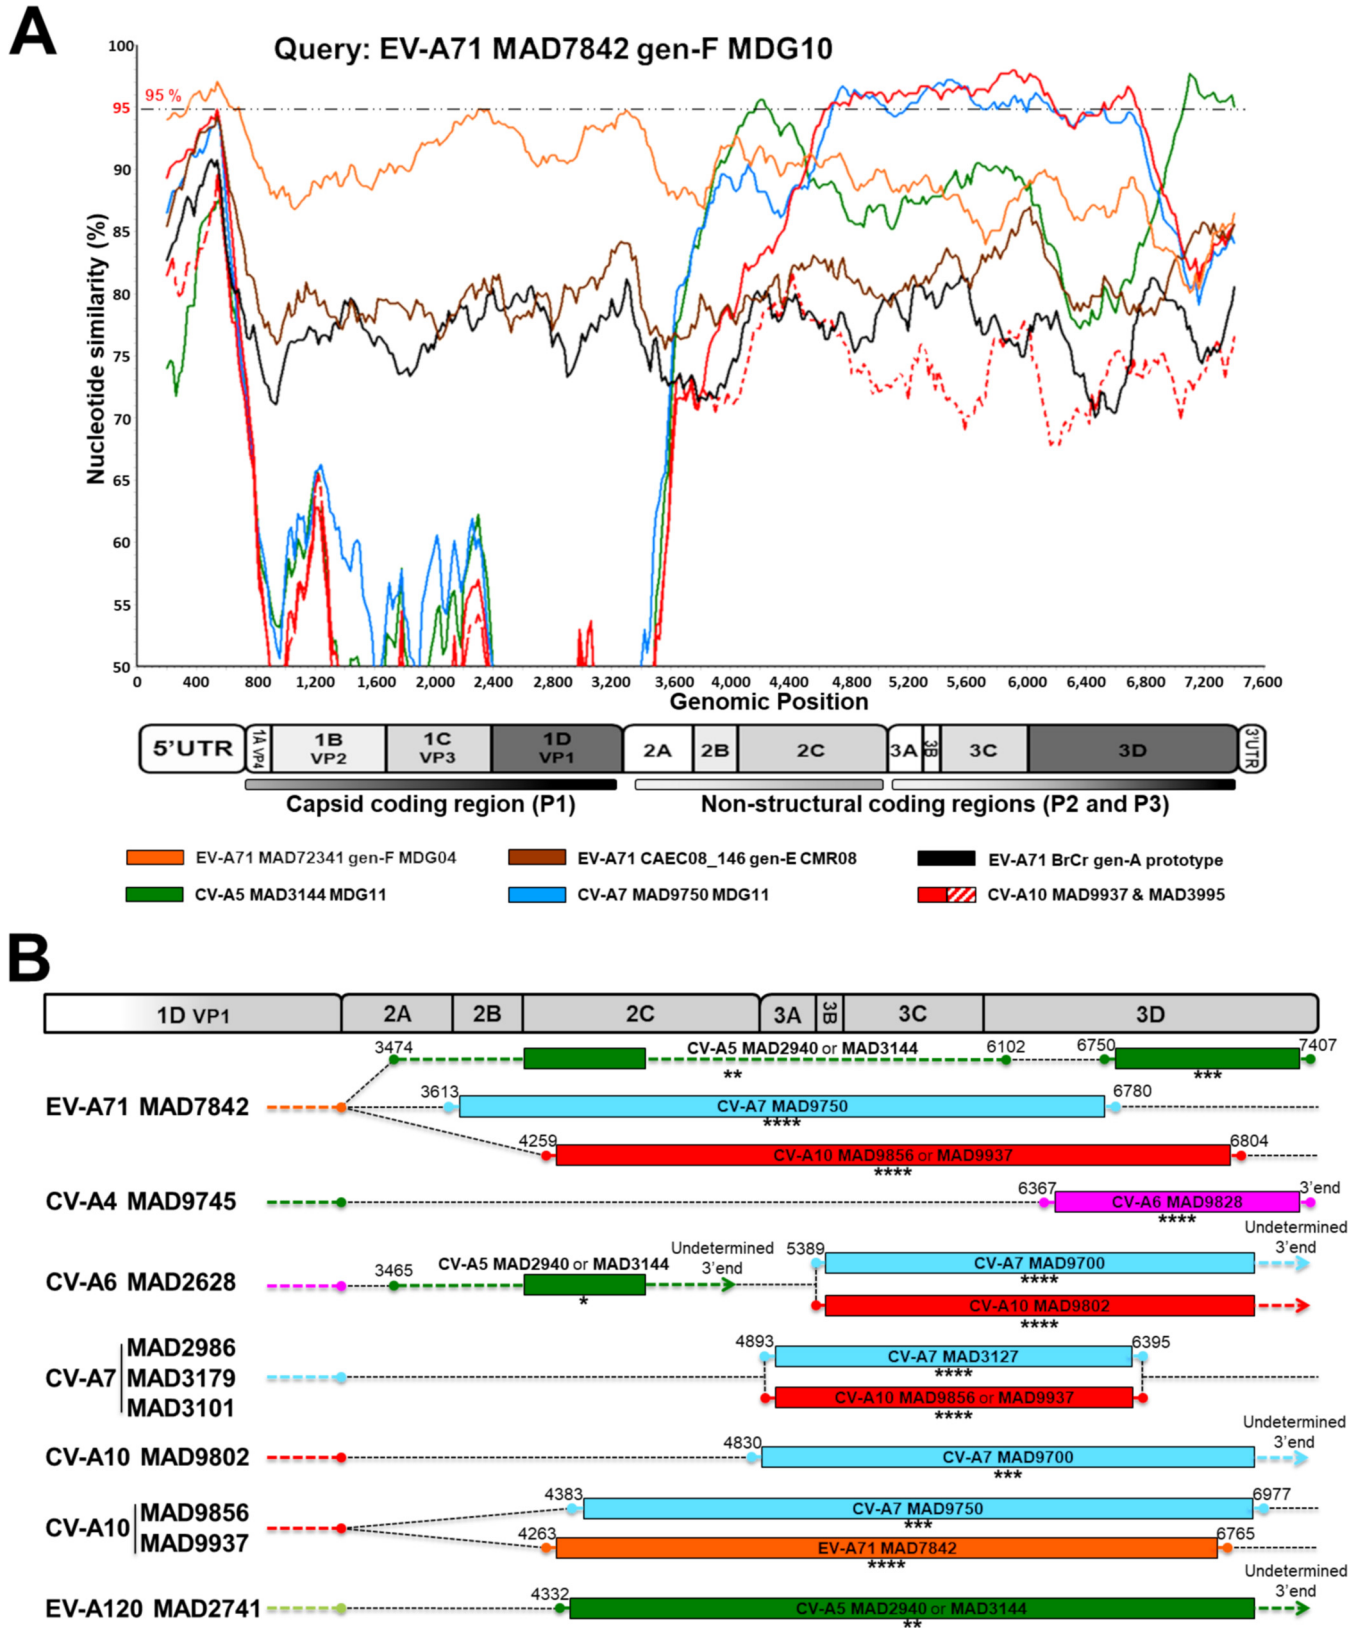 A
Query: EV-A71 MAD7842 gen-F MDG10
Nucleotide similarity (%)
100
95 %
95
90
85
80
75
70
65
60
55
50
0 400 800 1,200 1,600 2,000 2,400 2,800 3,200 3,600 4,000 4,400 4,800 5,200 5,600 6,000 6,400 6,800 7,200 7,600
Genomic Position
5'UTR 1A VP4 1B VP2 1C VP3 1D VP1 2A 2B 2C 3A 3B 3C 3D 3'UTR
Capsid coding region (P1) Non-structural coding regions (P2 and P3)
EV-A71 MAD72341 gen-F MDG04 EV-A71 CAEC08_146 gen-E CMR08 EV-A71 BrCr gen-A prototype
CV-A5 MAD3144 MDG11 CV-A7 MAD9750 MDG11 CV-A10 MAD9937 & MAD3995
B
1D VP1 2A 2B 2C 3A 3B 3C 3D
3474 CV-A5 MAD2940 or MAD3144 6102 6750 7407
** ***
EV-A71 MAD7842 3613 CV-A7 MAD9750 6780
****
4259 CV-A10 MAD9856 or MAD9937 6804
****
CV-A4 MAD9745 6367 CV-A6 MAD9828 3'end
****
CV-A6 MAD2628 3465 CV-A5 MAD2940 or MAD3144 Undetermined
3'end
*
5389 CV-A7 MAD9700 Undetermined
3'end
****
CV-A10 MAD9802
****
CV-A7 MAD2986
MAD3179
MAD3101
4893 CV-A7 MAD3127 6395
****
CV-A10 MAD9856 or MAD9937
****
CV-A10 MAD9802 4830 CV-A7 MAD9700 Undetermined
3'end
***
CV-A10 MAD9856
MAD9937
4383 CV-A7 MAD9750 6977
***
4263 EV-A71 MAD7842 6765
****
EV-A120 MAD2741 4332 CV-A5 MAD2940 or MAD3144 Undetermined
3'end
**